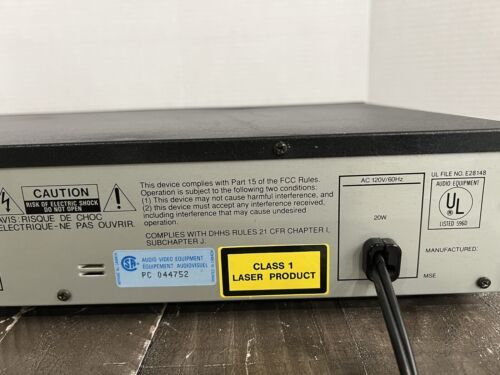 CAUTION
RISK OF ELECTRIC SHOCK
DO NOT OPEN
AVIS: RISQUE DE CHOC
ELECTRIQUE-NE PAS OUVRIR.
This device complies with Part 15 of the FCC Rules.
Operation is subject to the following two conditions:
(1) This device may not cause harmful interference, and
(2) this device must accept any interference received,
including interference that may cause undesired
operation.
COMPLIES WITH DHHS RULES 21 CFR CHAPTER I,
SUBCHAPTER J.
AUDIO VIDEO EQUIPMENT
EQUIPEMENT AUDIOVISUEL
PC 044752
CLASS 1
LASER PRODUCT
AC 120V/60Hz
20W
UL FILE NO. E28148
AUDIO EQUIPMENT
UL
LISTED 596D
MANUFACTURED:
MSE